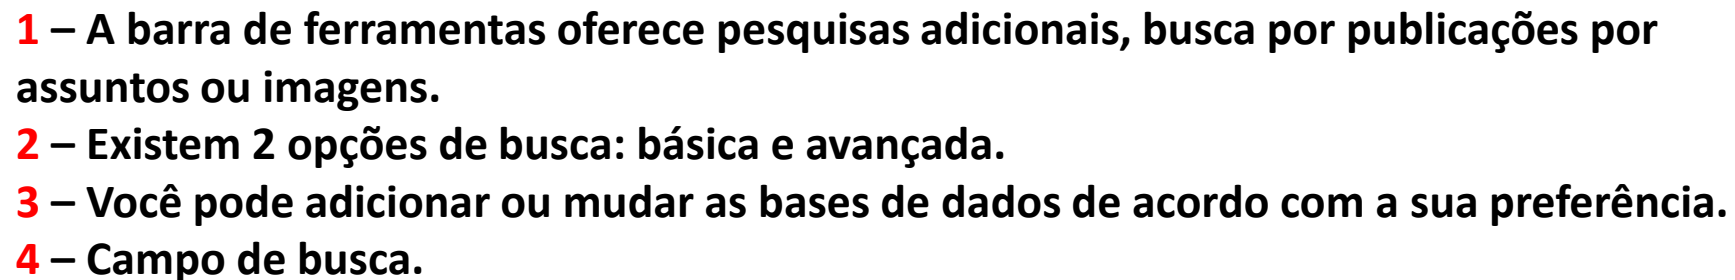 1 – A barra de ferramentas oferece pesquisas adicionais, busca por publicações por
assuntos ou imagens.
2 – Existem 2 opções de busca: básica e avançada.
3 – Você pode adicionar ou mudar as bases de dados de acordo com a sua preferência.
4 – Campo de busca.